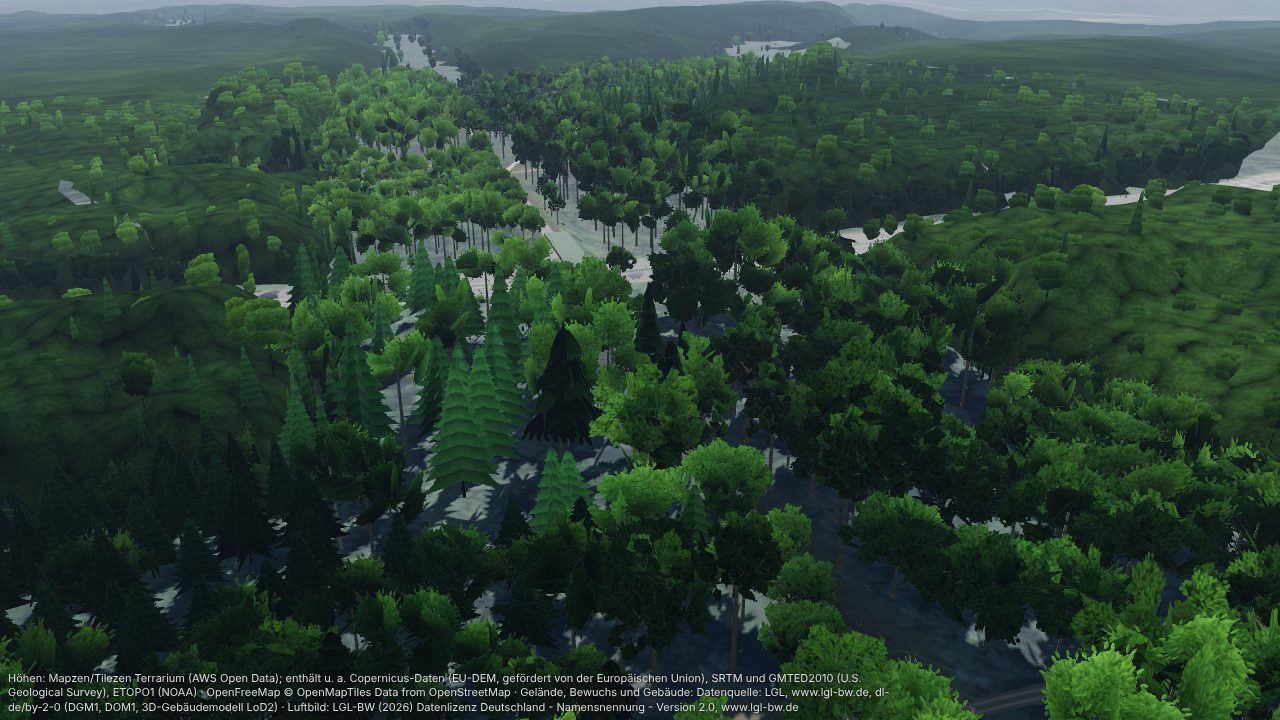 Höhen: Mapzen/Tilezen Terrarium (AWS Open Data); enthält u. a. Copernicus-Daten (EU-DEM, gefördert von der Europäischen Union), SRTM und GMTED2010 (U.S.
Geological Survey), ETOPO1 (NOAA) · OpenFreeMap © OpenMapTiles Data from OpenStreetMap · Gelände, Bewuchs und Gebäude: Datenquelle: LGL, www.lgl-bw.de, dl-
de/by-2-0 (DGM1, DOM1, 3D-Gebäudemodell LoD2) · Luftbild: LGL-BW (2026) Datenlizenz Deutschland - Namensnennung - Version 2.0, www.lgl-bw.de